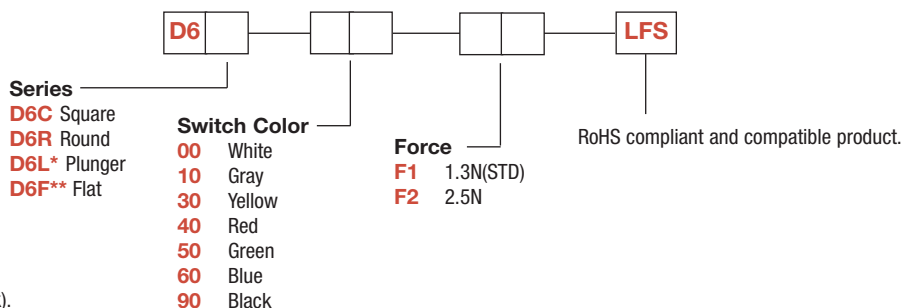 D6 LFS
Series
D6C Square
D6R Round
D6L* Plunger
D6F** Flat
Switch Color
00 White
10 Gray
30 Yellow
40 Red
50 Green
60 Blue
90 Black
Force
F1 1.3N(STD)
F2 2.5N
RoHS compliant and compatible product.
).